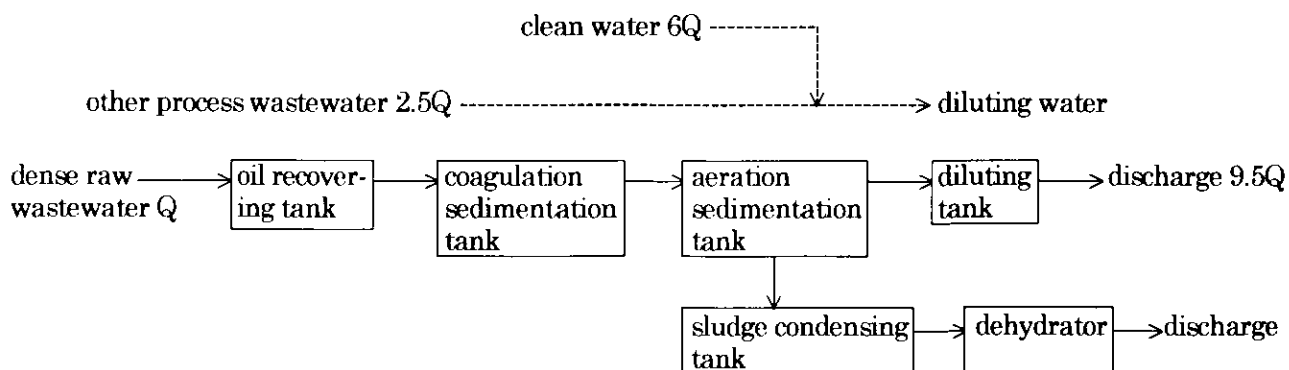 clean water 6Q
other process wastewater 2.5Q
diluting water
dense raw
wastewater Q
oil recover-
ing tank
coagulation
sedimentation
tank
aeration
sedimentation
tank
diluting
tank
discharge 9.5Q
sludge condensing
tank
dehydrator
discharge